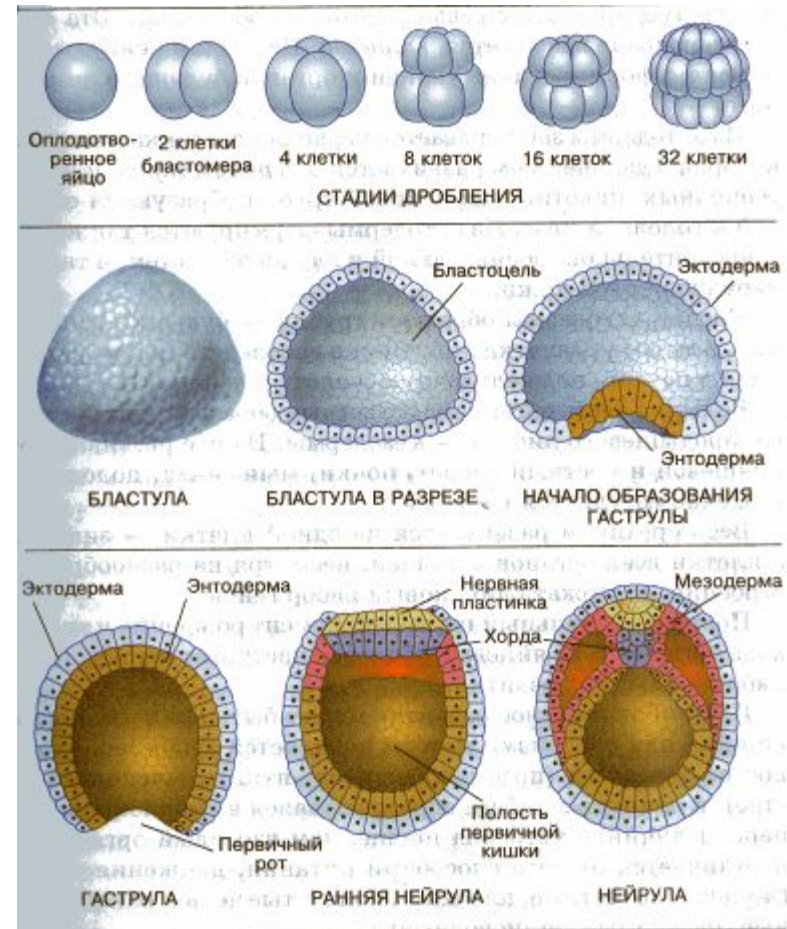 Оплодотво-
ренное
яйцо
2 клетки
бластомера
4 клетки
8 клеток
16 клеток
32 клетки
СТАДИИ ДРОБЛЕНИЯ
Бластоцель
Эктодерма
Энтодерма
БЛАСТУЛА
БЛАСТУЛА В РАЗРЕЗЕ
НАЧАЛО ОБРАЗОВАНИЯ
ГАСТРУЛЫ
Эктодерма
Энтодерма
Нервная
пластинка
Хорда
Мезодерма
Первичный
рот
Полость
первичной
кишки
ГАСТРУЛА
РАННЯЯ НЕЙРУЛА
НЕЙРУЛА